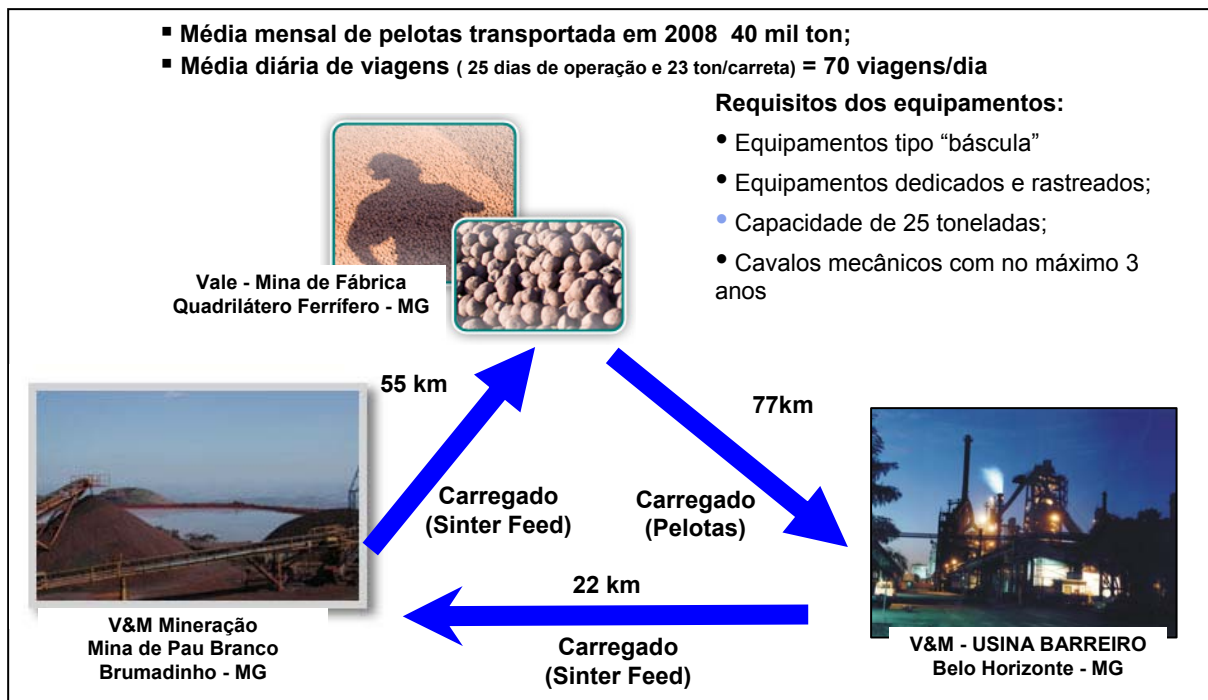 ▪ Média mensal de pelotas transportada em 2008 40 mil ton;
▪ Média diária de viagens ( 25 dias de operação e 23 ton/carreta) = 70 viagens/dia
Requisitos dos equipamentos:
• Equipamentos tipo “báscula”
• Equipamentos dedicados e rastreados;
• Capacidade de 25 toneladas;
• Cavalos mecânicos com no máximo 3
anos
Vale - Mina de Fábrica
Quadrilátero Ferrífero - MG
55 km
77km
Carregado
(Sinter Feed)
Carregado
(Pelotas)
22 km
Carregado
(Sinter Feed)
V&M Mineração
Mina de Pau Branco
Brumadinho - MG
V&M - USINA BARREIRO
Belo Horizonte - MG